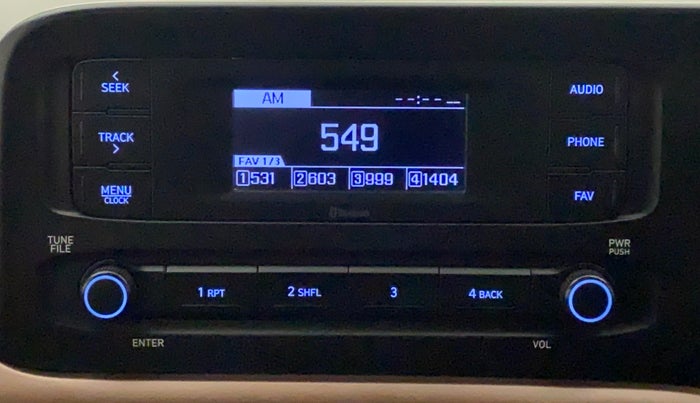 < SEEK
TRACK >
MENU
CLOCK
AM --:-- --
549
FAV 1/3
1 531 2 603 3 999 4 1404
AUDIO
PHONE
FAV
Bluetooth
TUNE
FILE
PWR
PUSH
1 RPT 2 SHFL 3 4 BACK
ENTER
VOL